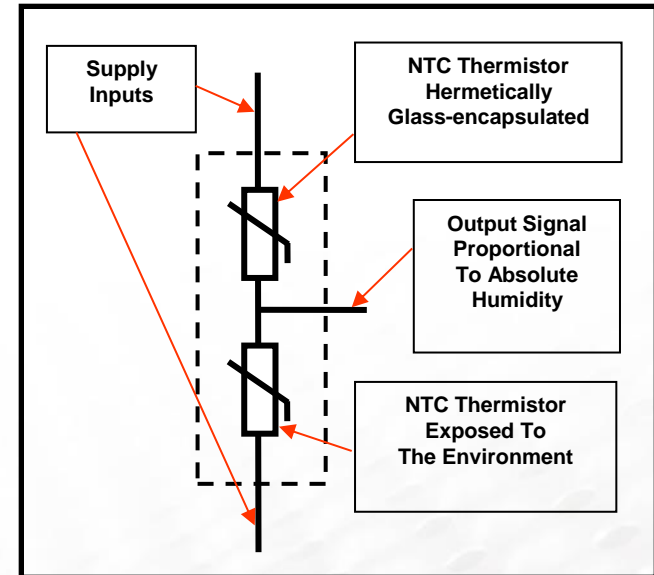 Supply
Inputs
NTC Thermistor
Hermetically
Glass-encapsulated
Output Signal
Proportional
To Absolute
Humidity
NTC Thermistor
Exposed To
The Environment